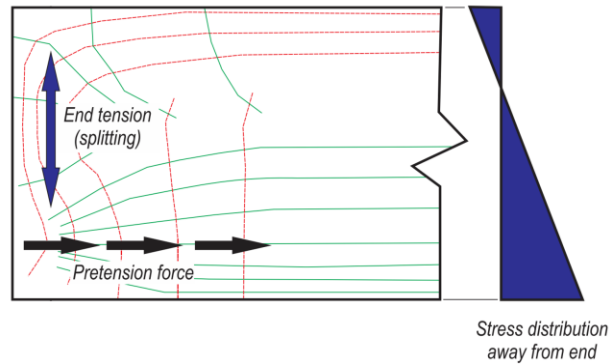 End tension
(splitting)
Pretension force
Stress distribution
away from end